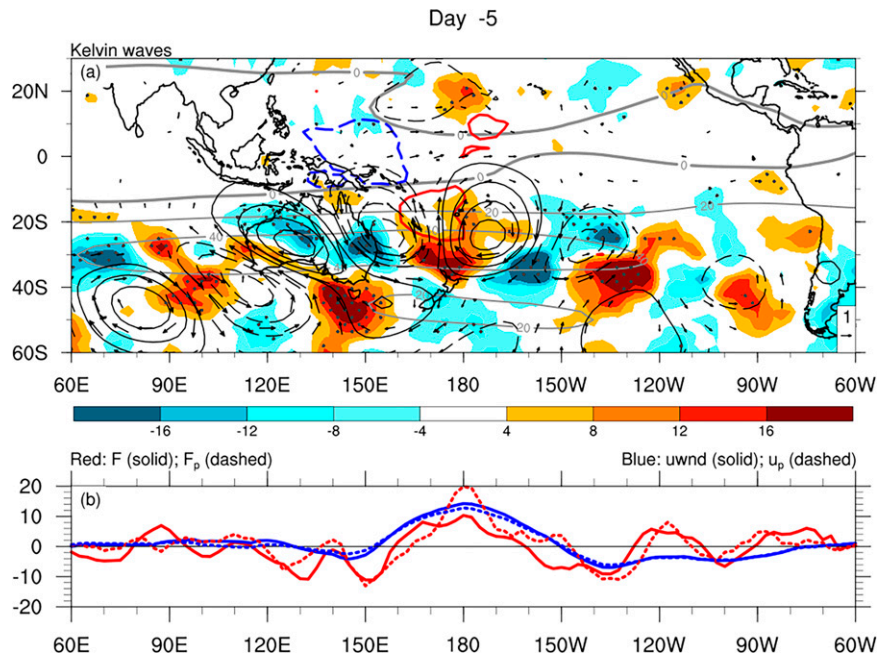 Day -5
Kelvin waves
(a)
20N
0
20S
40S
60S
0
0
0
0
20
20
40
0
20
1
60E 90E 120E 150E 180 150W 120W 90W 60W
-16 -12 -8 -4 4 8 12 16
Red: F (solid); Fₚ (dashed) Blue: uwnd (solid); uₚ (dashed)
(b)
20
10
0
-10
-20
60E 90E 120E 150E 180 150W 120W 90W 60W